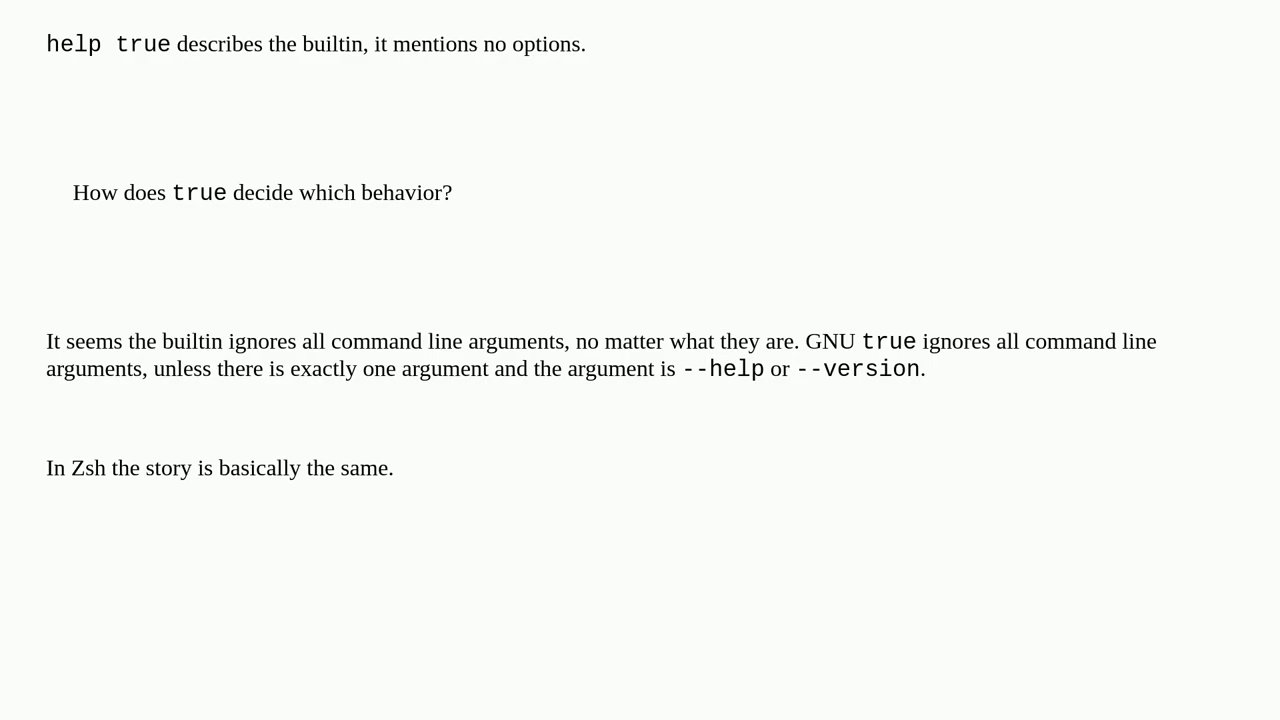 help true describes the builtin, it mentions no options.
How does true decide which behavior?
It seems the builtin ignores all command line arguments, no matter what they are. GNU true ignores all command line
arguments, unless there is exactly one argument and the argument is --help or --version.
In Zsh the story is basically the same.